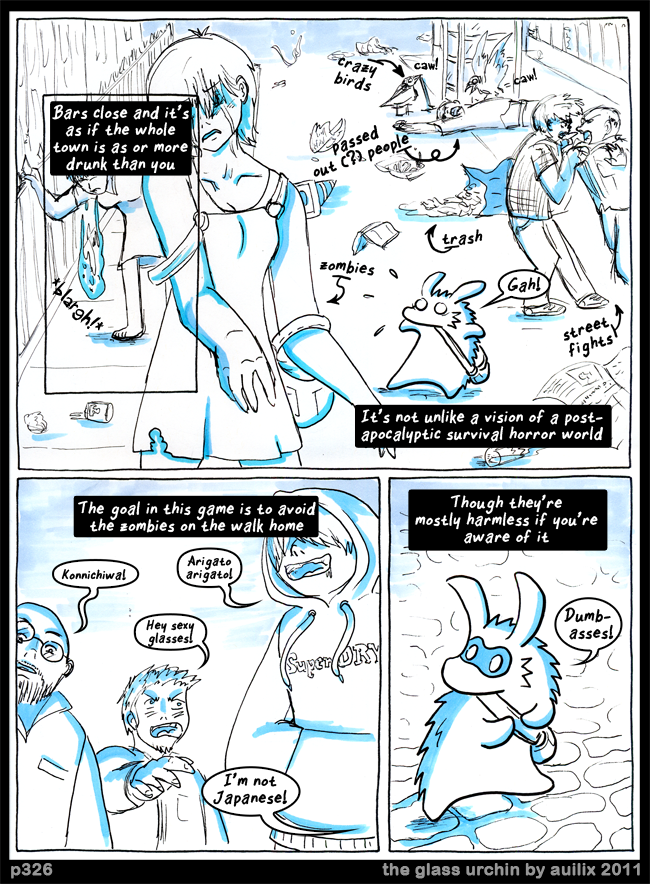 Bars close and it's
as if the whole
town is as or more
drunk than you
crazy
birds
caw!
caw!
passed
out (??) people
trash
zombies
Gah!
street
fights
*blargh!*
It's not unlike a vision of a post-
apocalyptic survival horror world
The goal in this game is to avoid
the zombies on the walk home
Konnichiwa!
Arigato
arigato!
Hey sexy
glasses!
SuperDRY
I'm not
Japanese!
Though they're
mostly harmless if you're
aware of it
Dumb-
asses!
p326
the glass urchin by auilix 2011